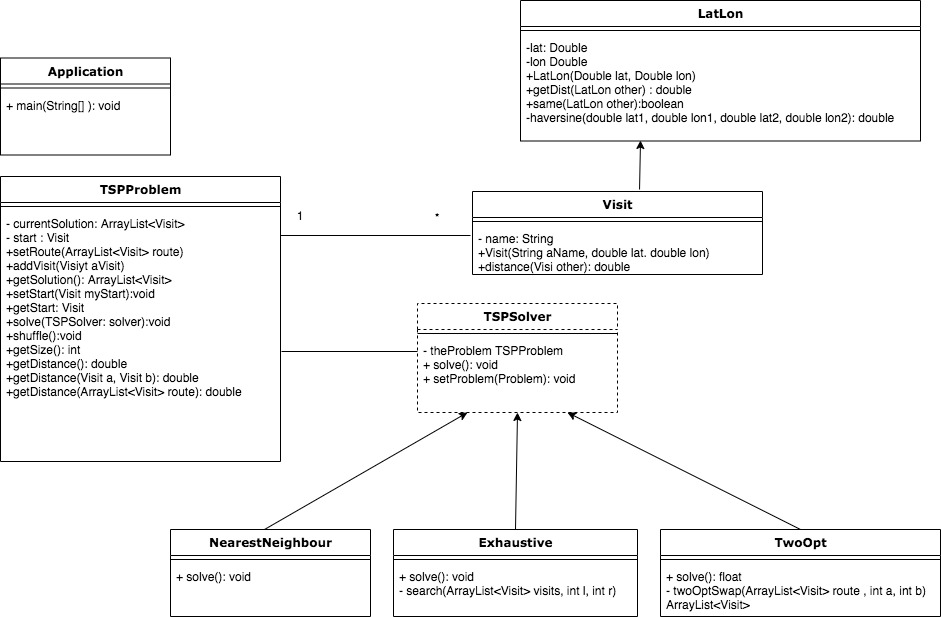 LatLon
-lat: Double
-lon Double
+LatLon(Double lat, Double lon)
+getDist(LatLon other) : double
+same(LatLon other):boolean
-haversine(double lat1, double lon1, double lat2, double lon2): double
Application
+ main(String[] ): void
TSPProblem
- currentSolution: ArrayList<Visit>
- start : Visit
+setRoute(ArrayList<Visit> route)
+addVisit(Visiyt aVisit)
+getSolution(): ArrayList<Visit>
+setStart(Visit myStart):void
+getStart: Visit
+solve(TSPSolver: solver):void
+shuffle():void
+getSize(): int
+getDistance(): double
+getDistance(Visit a, Visit b): double
+getDistance(ArrayList<Visit> route): double
1
*
Visit
- name: String
+Visit(String aName, double lat. double lon)
+distance(Visi other): double
TSPSolver
- theProblem TSPProblem
+ solve(): void
+ setProblem(Problem): void
NearestNeighbour
+ solve(): void
Exhaustive
+ solve(): void
- search(ArrayList<Visit> visits, int l, int r)
TwoOpt
+ solve(): float
- twoOptSwap(ArrayList<Visit> route , int a, int b)
ArrayList<Visit>